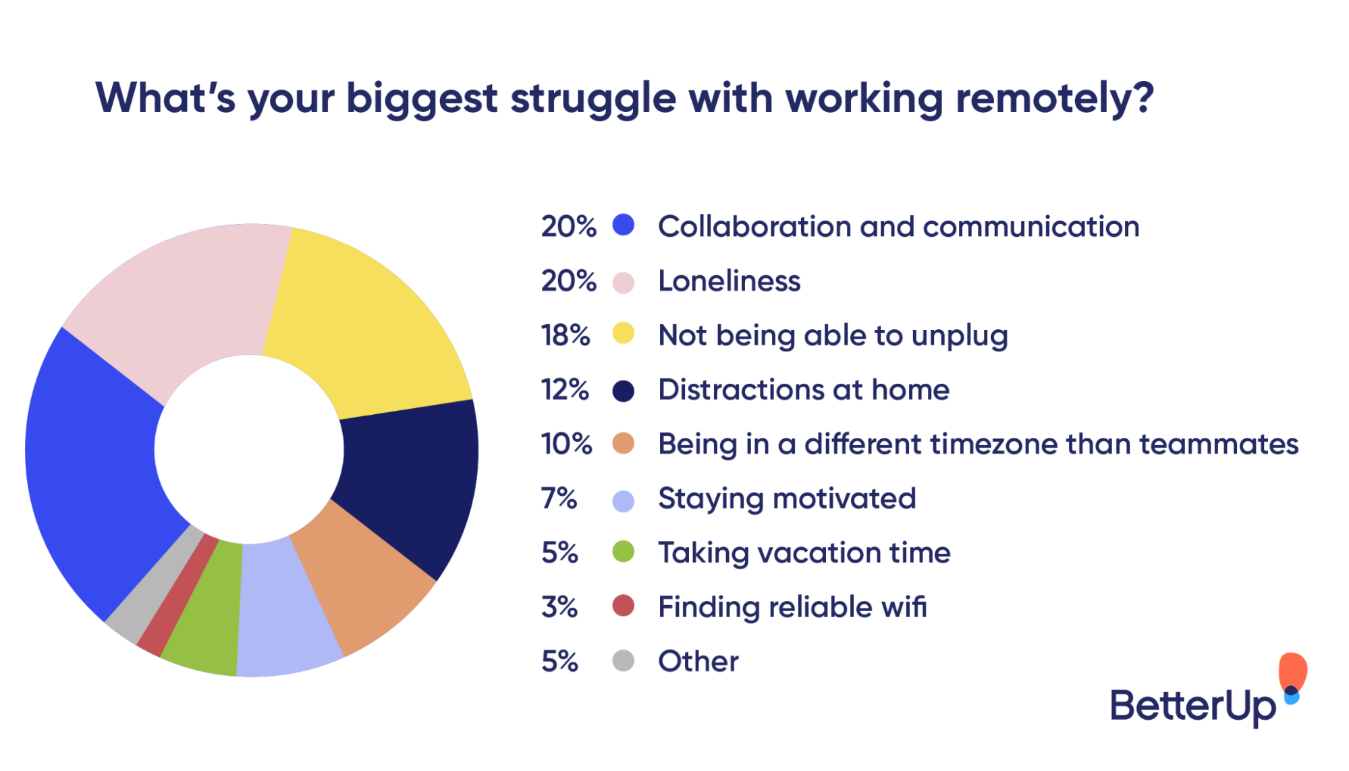 What's your biggest struggle with working remotely?
20% Collaboration and communication
20% Loneliness
18% Not being able to unplug
12% Distractions at home
10% Being in a different timezone than teammates
7% Staying motivated
5% Taking vacation time
3% Finding reliable wifi
5% Other
BetterUp